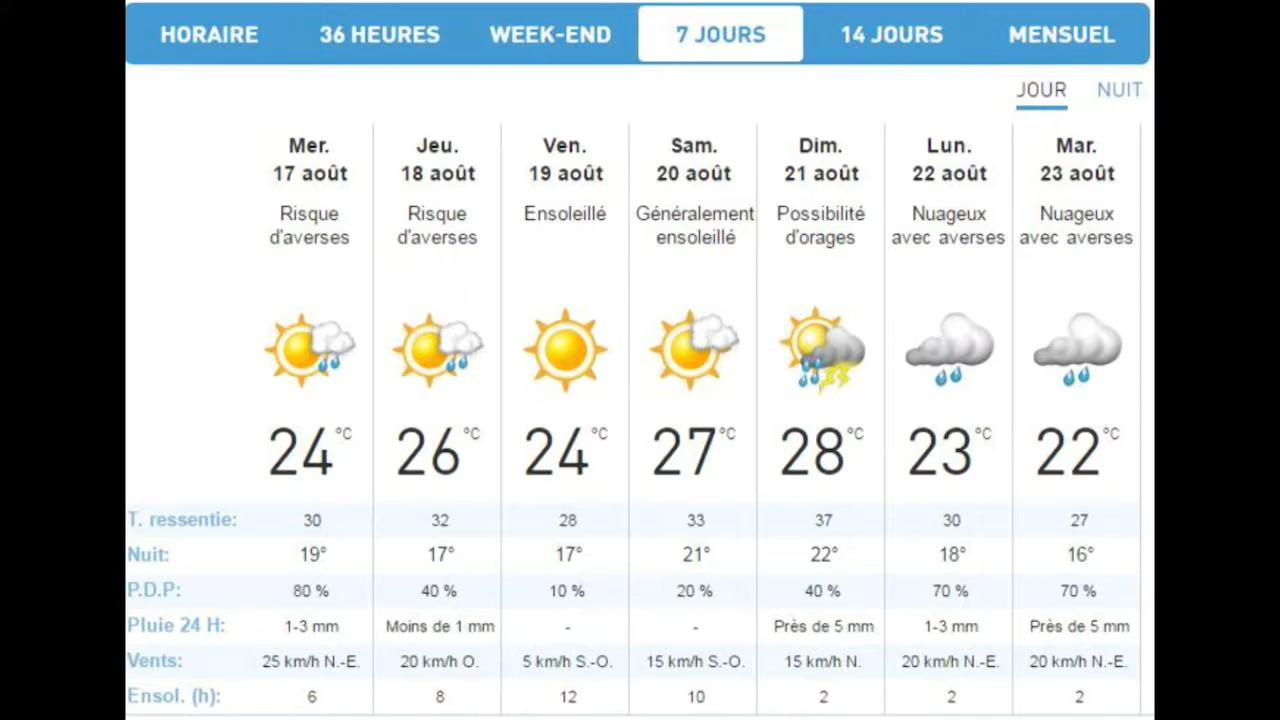 HORAIRE 36 HEURES WEEK-END 7 JOURS 14 JOURS MENSUEL
JOUR NUIT
Mer. Jeu. Ven. Sam. Dim. Lun. Mar.
17 août 18 août 19 août 20 août 21 août 22 août 23 août
Risque Risque Ensoleillé Généralement Possibilité Nuageux Nuageux
d'averses d'averses ensoleillé d'orages avec averses avec averses
24°C 26°C 24°C 27°C 28°C 23°C 22°C
T. ressentie: 30 32 28 33 37 30 27
Nuit: 19° 17° 17° 21° 22° 18° 16°
P.D.P: 80 % 40 % 10 % 20 % 40 % 70 % 70 %
Pluie 24 H: 1-3 mm Moins de 1 mm - - Près de 5 mm 1-3 mm Près de 5 mm
Vents: 25 km/h N.-E. 20 km/h O. 5 km/h S.-O. 15 km/h S.-O. 15 km/h N. 20 km/h N.-E. 20 km/h N.-E.
Ensol. (h): 6 8 12 10 2 2 2